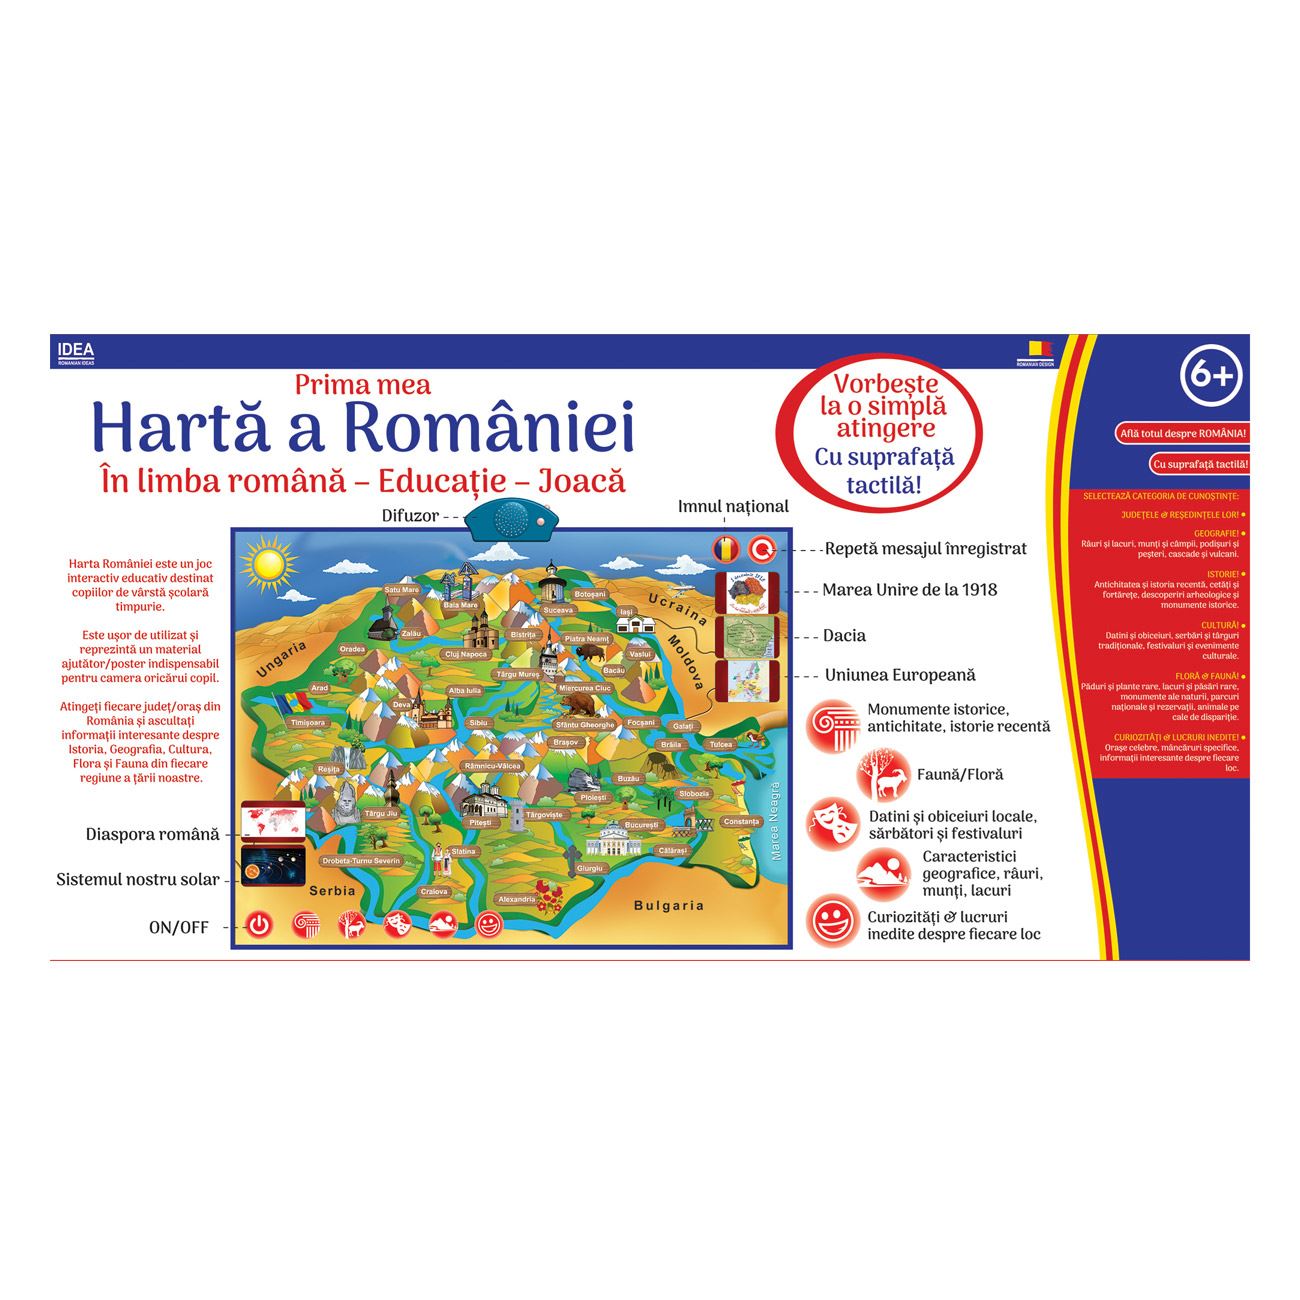 IDEA
ROMANIAN IDEAS
ROMANIAN DESIGN
6+
Prima mea
Hartă a României
În limba română – Educație – Joacă
Vorbește
la o simplă
atingere
Cu suprafață
tactilă!
Află totul despre ROMÂNIA!
Cu suprafață tactilă!
SELECTEAZĂ CATEGORIA DE CUNOȘTINȚE:
JUDEȚELE & REȘEDINȚELE LOR! •
GEOGRAFIE! •
Râuri și lacuri, munți și câmpii, podișuri și
peșteri, cascade și vulcani.
ISTORIE! •
Antichitatea și istoria recentă, cetăți și
fortărețe, descoperiri arheologice și
monumente istorice.
CULTURĂ! •
Datini și obiceiuri, serbări și târguri
tradiționale, festivaluri și evenimente
culturale.
FLORĂ & FAUNĂ! •
Păduri și plante rare, lacuri și păsări rare,
monumente ale naturii, parcuri
naționale și rezervații, animale pe
cale de dispariție.
CURIOZITĂȚI & LUCRURI INEDITE! •
Orașe celebre, mâncăruri specifice,
informații interesante despre fiecare
loc.
Harta României este un joc
interactiv educativ destinat
copiilor de vârstă școlară
timpurie.
Este ușor de utilizat și
reprezintă un material
ajutător/poster indispensabil
pentru camera oricărui copil.
Atingeți fiecare județ/oraș din
România și ascultați
informații interesante despre
Istoria, Geografia, Cultura,
Flora și Fauna din fiecare
regiune a țării noastre.
Difuzor
Imnul național
Repetă mesajul înregistrat
Marea Unire de la 1918
Dacia
Uniunea Europeană
Diaspora română
Sistemul nostru solar
ON/OFF
Monumente istorice,
antichitate, istorie recentă
Faună/Floră
Datini și obiceiuri locale,
sărbători și festivaluri
Caracteristici
geografice, râuri,
munți, lacuri
Curiozități & lucruri
inedite despre fiecare loc
Ucraina
Moldova
Ungaria
Serbia
Bulgaria
Marea Neagră
Satu Mare
Baia Mare
Botoșani
Suceava
Iași
Zalău
Bistrița
Piatra Neamț
Oradea
Cluj Napoca
Vaslui
Bacău
Târgu Mureș
Arad
Alba Iulia
Miercurea Ciuc
Deva
Timișoara
Sibiu
Sfântu Gheorghe
Focșani
Galați
Brașov
Brăila
Tulcea
Reșița
Râmnicu-Vâlcea
Buzău
Ploiești
Slobozia
Târgu Jiu
Pitești
Târgoviște
București
Constanța
Drobeta-Turnu Severin
Slatina
Călărași
Giurgiu
Craiova
Alexandria